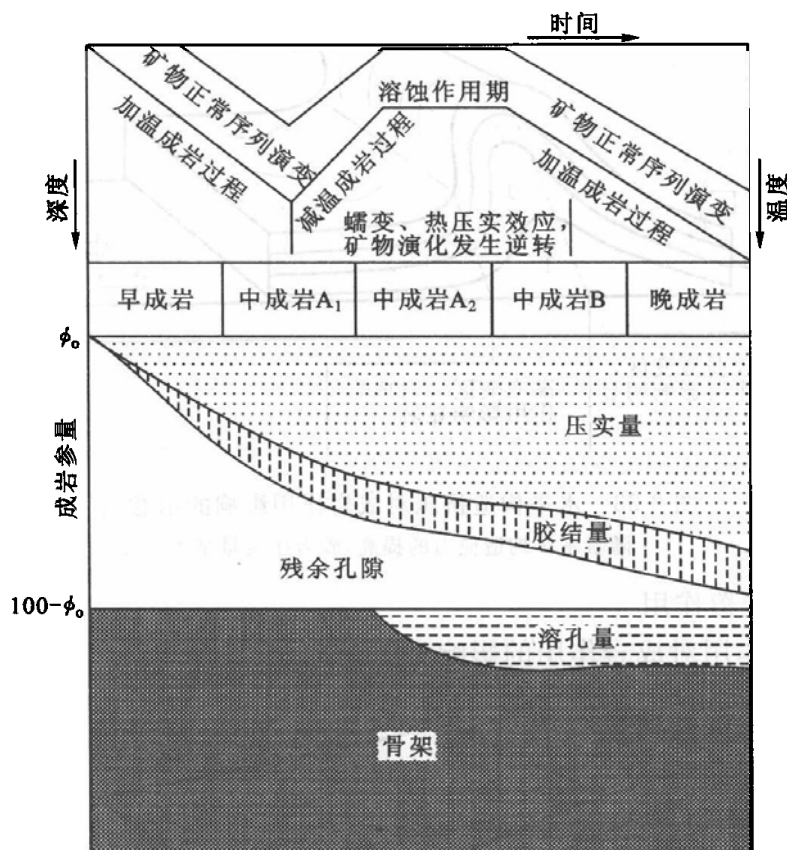 时间
矿物正常序列演变
加温成岩过程
减温成岩过程
溶蚀作用期
矿物正常序列演变
加温成岩过程
深度
温度
蠕变、热压实效应，
矿物演化发生逆转
早成岩
中成岩A₁
中成岩A₂
中成岩B
晚成岩
ϕ₀
成岩参量
压实量
胶结量
残余孔隙
100-ϕ₀
溶孔量
骨架